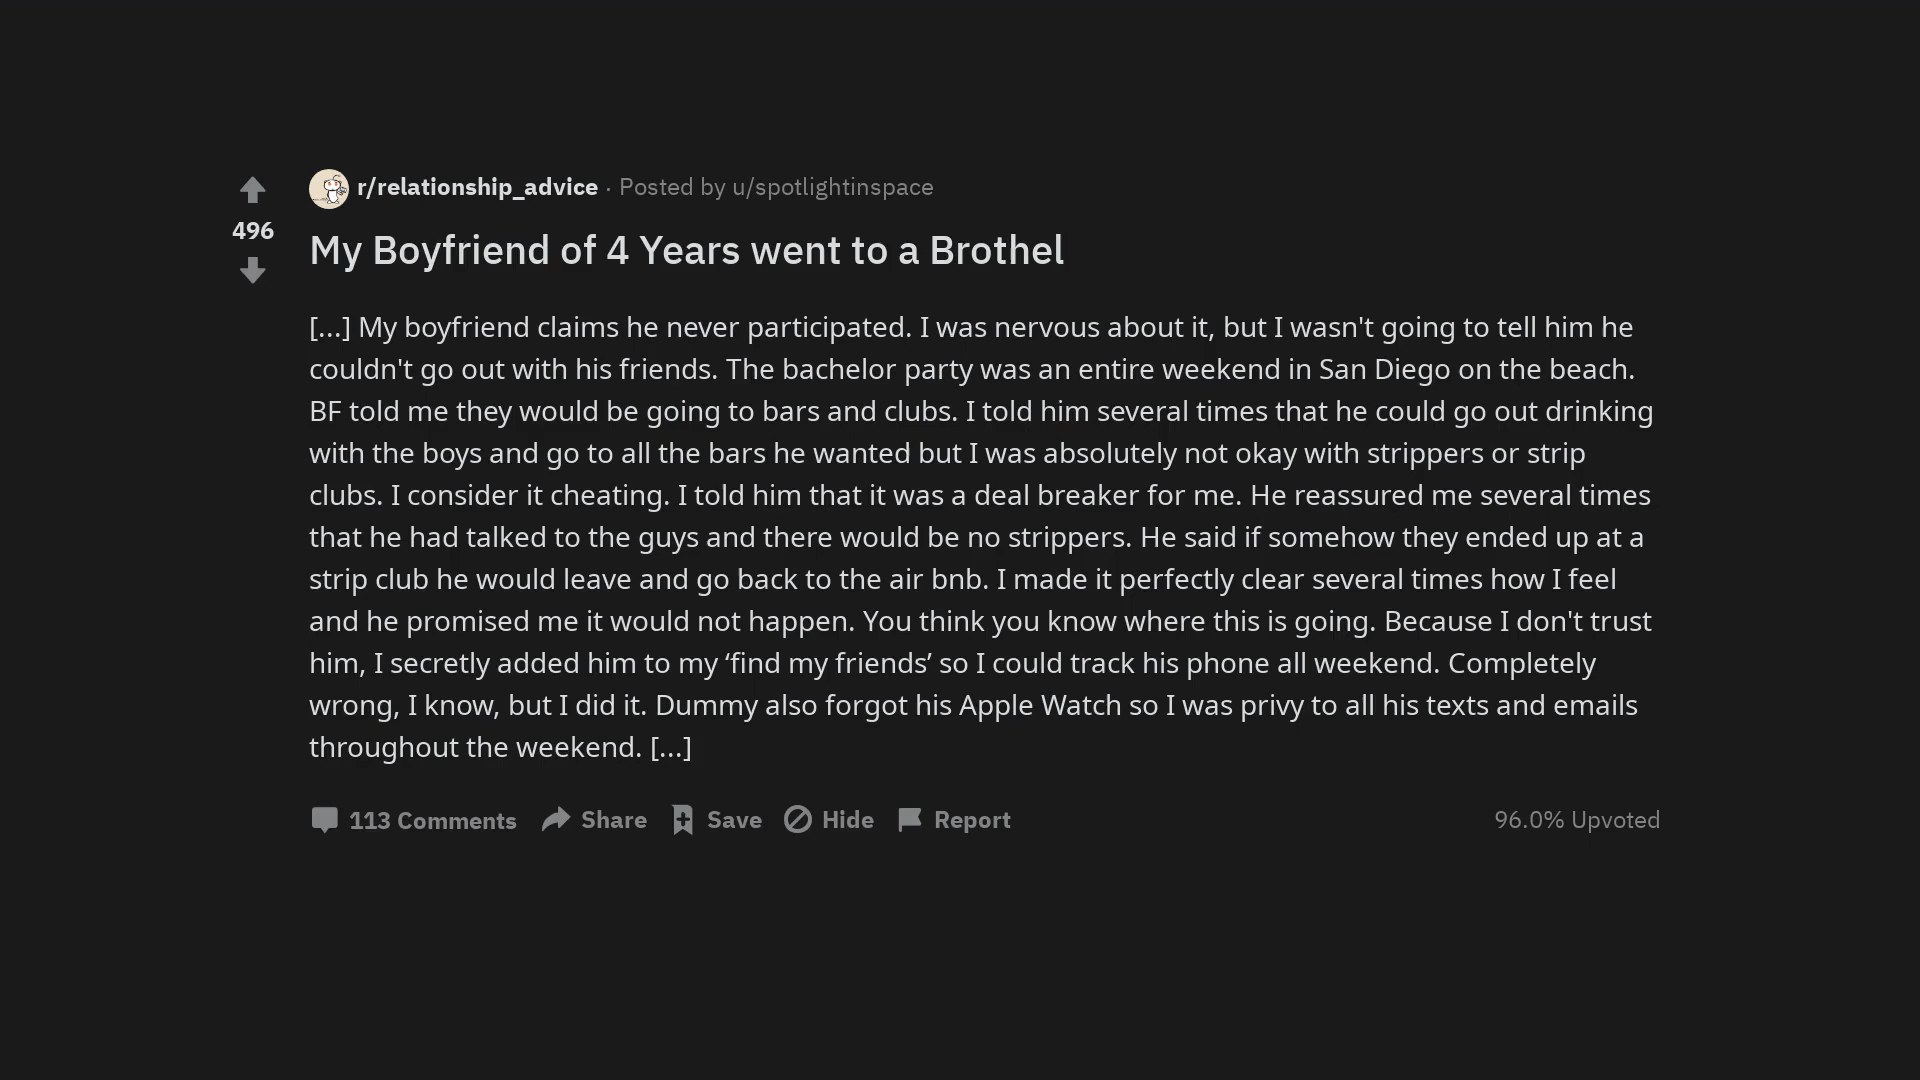 r/relationship_advice · Posted by u/spotlightinspace
496
My Boyfriend of 4 Years went to a Brothel
[...] My boyfriend claims he never participated. I was nervous about it, but I wasn't going to tell him he
couldn't go out with his friends. The bachelor party was an entire weekend in San Diego on the beach.
BF told me they would be going to bars and clubs. I told him several times that he could go out drinking
with the boys and go to all the bars he wanted but I was absolutely not okay with strippers or strip
clubs. I consider it cheating. I told him that it was a deal breaker for me. He reassured me several times
that he had talked to the guys and there would be no strippers. He said if somehow they ended up at a
strip club he would leave and go back to the air bnb. I made it perfectly clear several times how I feel
and he promised me it would not happen. You think you know where this is going. Because I don't trust
him, I secretly added him to my ‘find my friends’ so I could track his phone all weekend. Completely
wrong, I know, but I did it. Dummy also forgot his Apple Watch so I was privy to all his texts and emails
throughout the weekend. [...]
113 Comments Share Save Hide Report 96.0% Upvoted